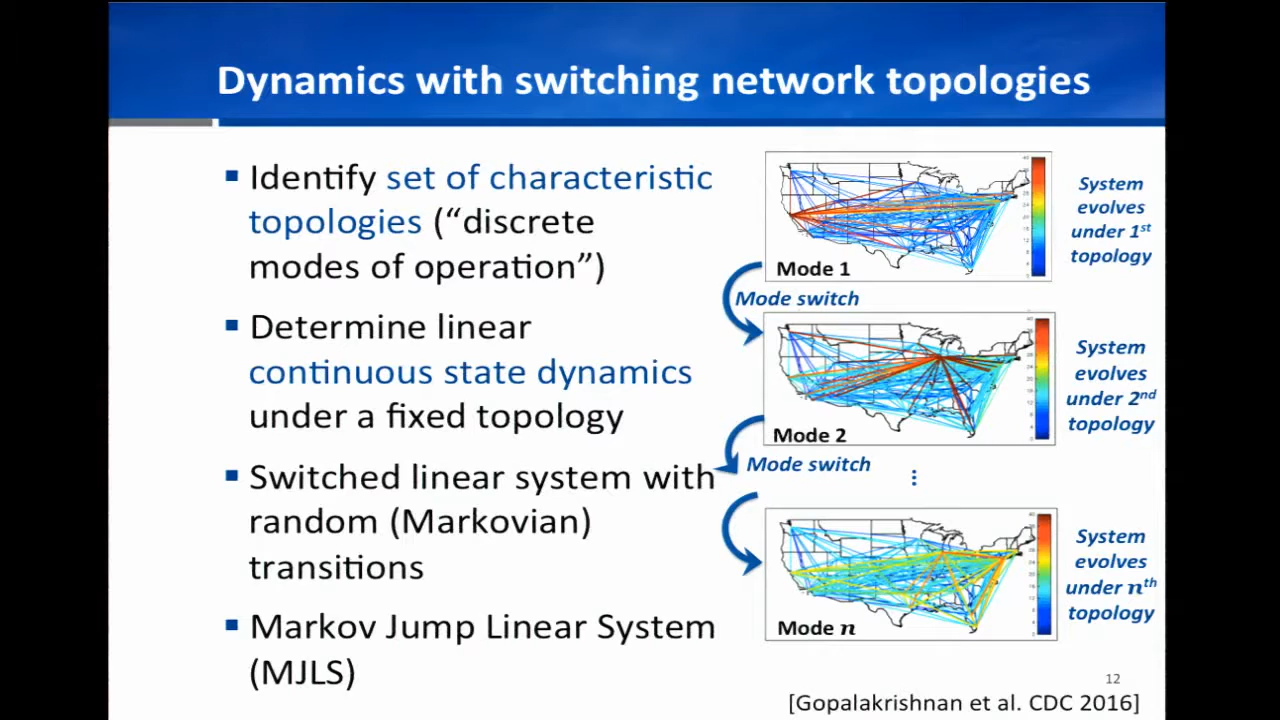 Dynamics with switching network topologies
▪ Identify set of characteristic
topologies (“discrete
modes of operation”)
▪ Determine linear
continuous state dynamics
under a fixed topology
▪ Switched linear system with
random (Markovian)
transitions
▪ Markov Jump Linear System
(MJLS)
Mode 1
System
evolves
under 1st
topology
Mode switch
Mode 2
System
evolves
under 2nd
topology
Mode switch
⋮
Mode n
System
evolves
under nth
topology
12
[Gopalakrishnan et al. CDC 2016]